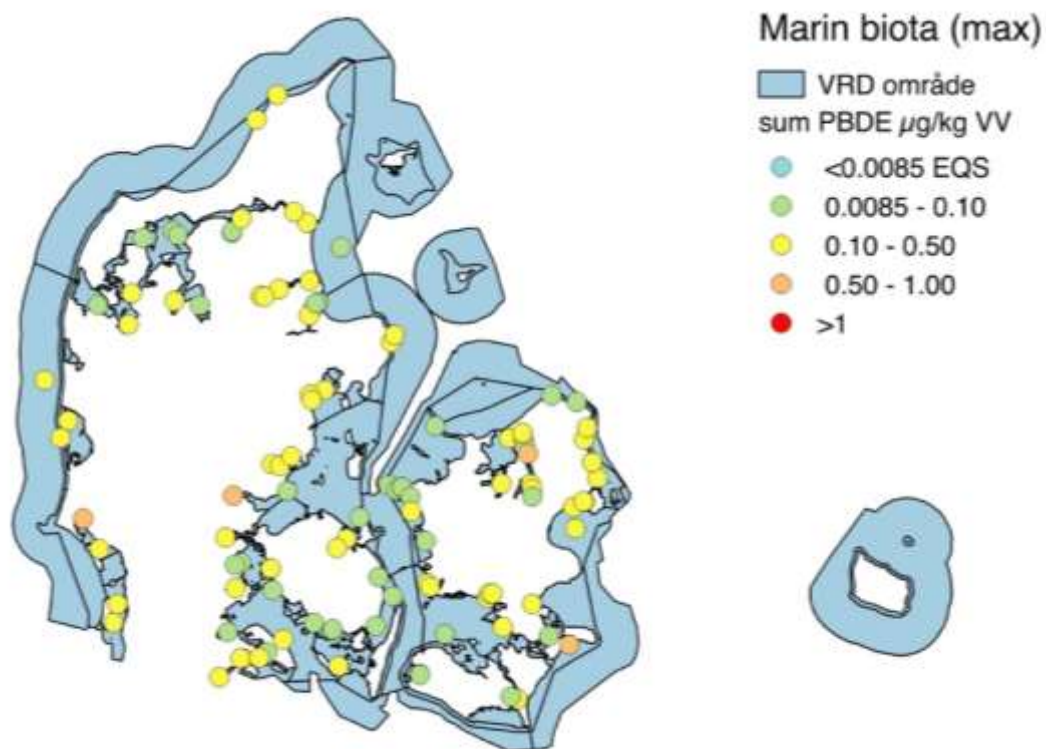 Marin biota (max)
VRD område
sum PBDE µg/kg VV
<0.0085 EQS
0.0085 - 0.10
0.10 - 0.50
0.50 - 1.00
>1